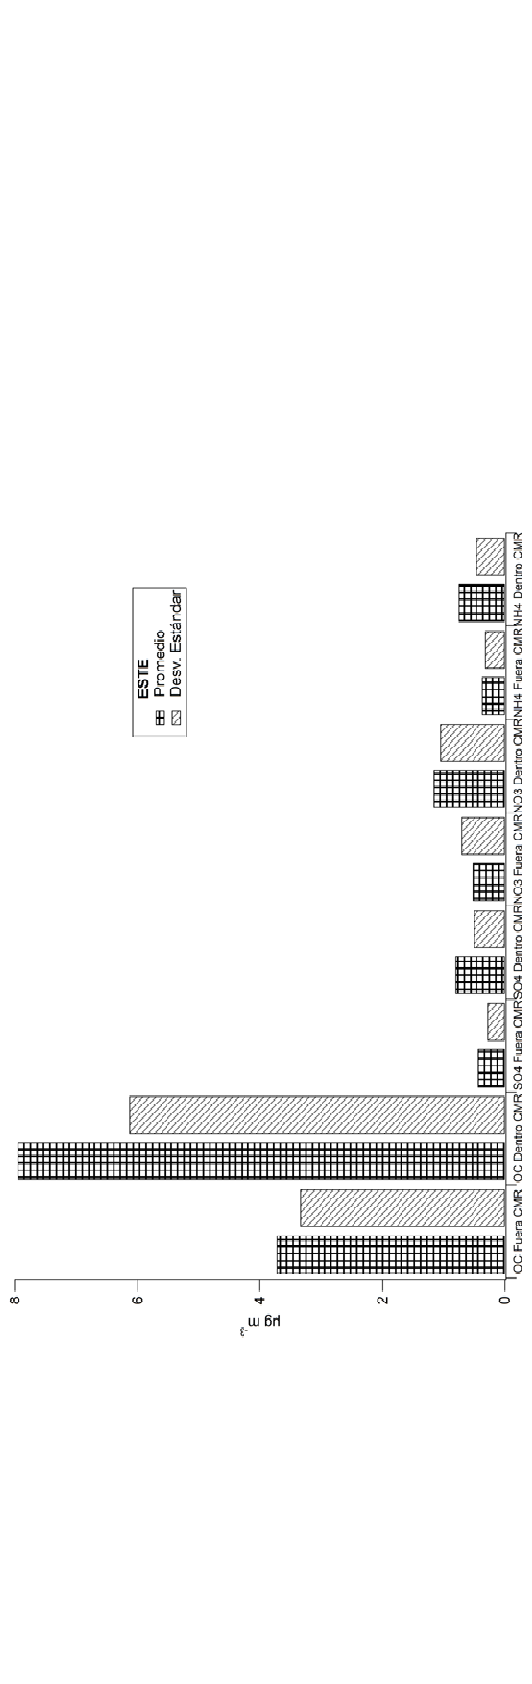 ESTE
Promedio
Desv. Estándar
8
6
4
2
0
µg m-3
OC Fuera CMR
OC Dentro CMR
SO4 Fuera CMR
SO4 Dentro CMR
NO3 Fuera CMR
NO3 Dentro CMR
NH4 Fuera CMR
NH4 Dentro CMR